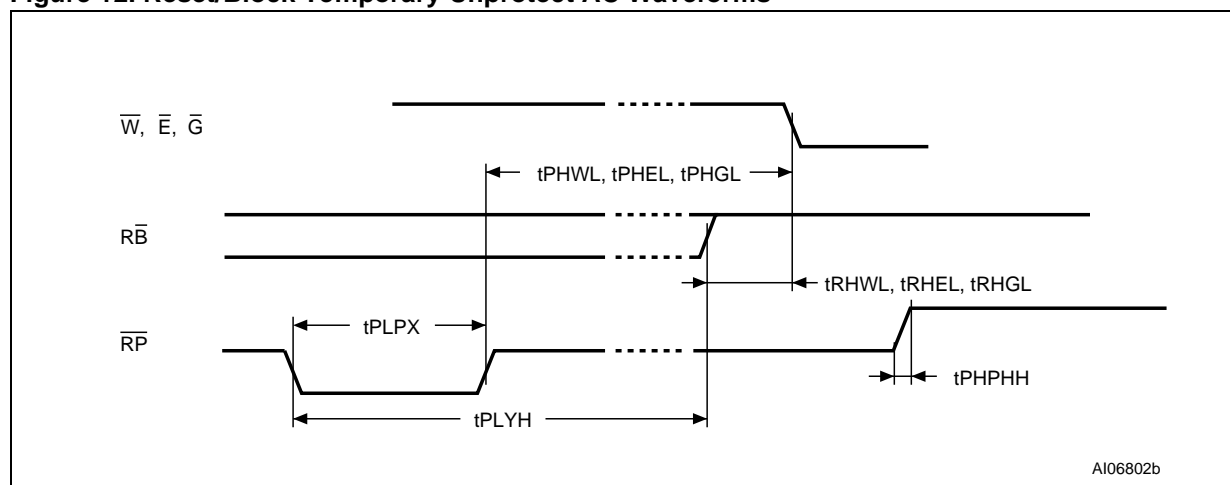 Figure 12. Reset/Block Temporary Unprotect AC Waveforms
W̅, E̅, G̅
tPHWL, tPHEL, tPHGL
RB̅
tRHWL, tRHEL, tRHGL
tPLPX
R̅P̅
tPHPHH
tPLYH
AI06802b